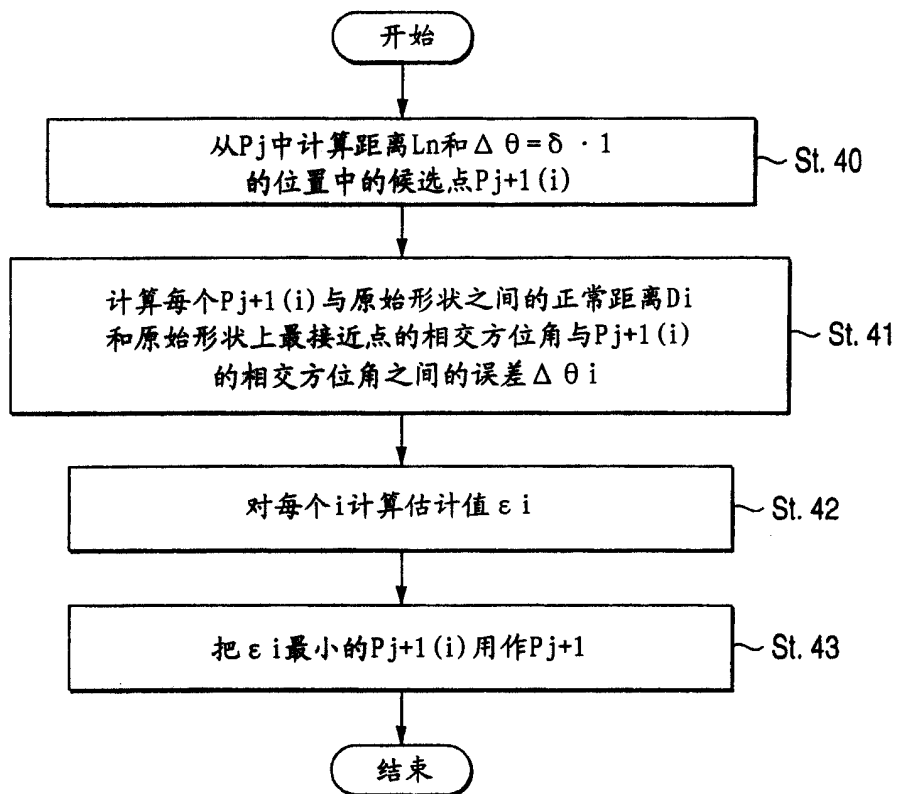 开始
从Pj中计算距离Ln和Δθ=δ·1
的位置中的候选点Pj+1(i)
St. 40
计算每个Pj+1(i)与原始形状之间的正常距离Di
和原始形状上最接近点的相交方位角与Pj+1(i)
的相交方位角之间的误差Δθi
St. 41
对每个i计算估计值εi
St. 42
把εi最小的Pj+1(i)用作Pj+1
St. 43
结束